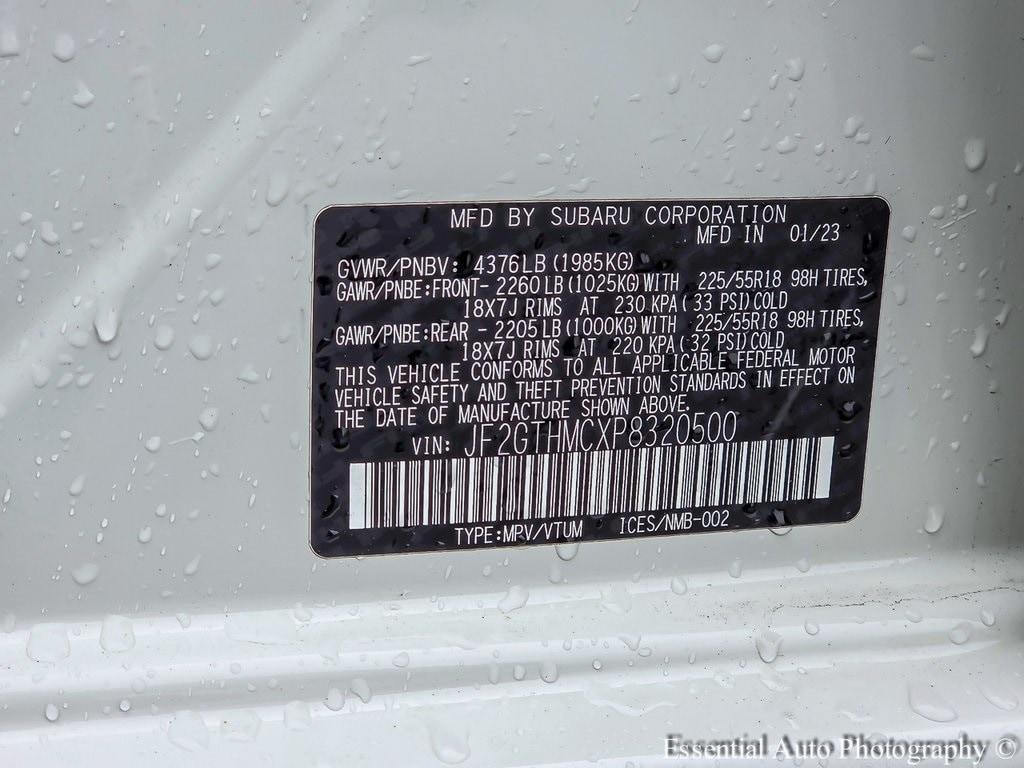 MFD BY SUBARU CORPORATION
MFD IN 01/23
GVWR/PNBV: 4376LB (1985KG)
GAWR/PNBE:FRONT- 2260 LB (1025KG) WITH 225/55R18 98H TIRES,
18X7J RIMS AT 230 KPA ( 33 PSI) COLD
GAWR/PNBE:REAR - 2205 LB (1000KG) WITH 225/55R18 98H TIRES,
18X7J RIMS AT 220 KPA ( 32 PSI) COLD
THIS VEHICLE CONFORMS TO ALL APPLICABLE FEDERAL MOTOR
VEHICLE SAFETY AND THEFT PREVENTION STANDARDS IN EFFECT ON
THE DATE OF MANUFACTURE SHOWN ABOVE.
VIN: JF2GTHMCXP8320500
TYPE:MPV/VTUM ICES/NMB-002
Essential Auto Photography ©